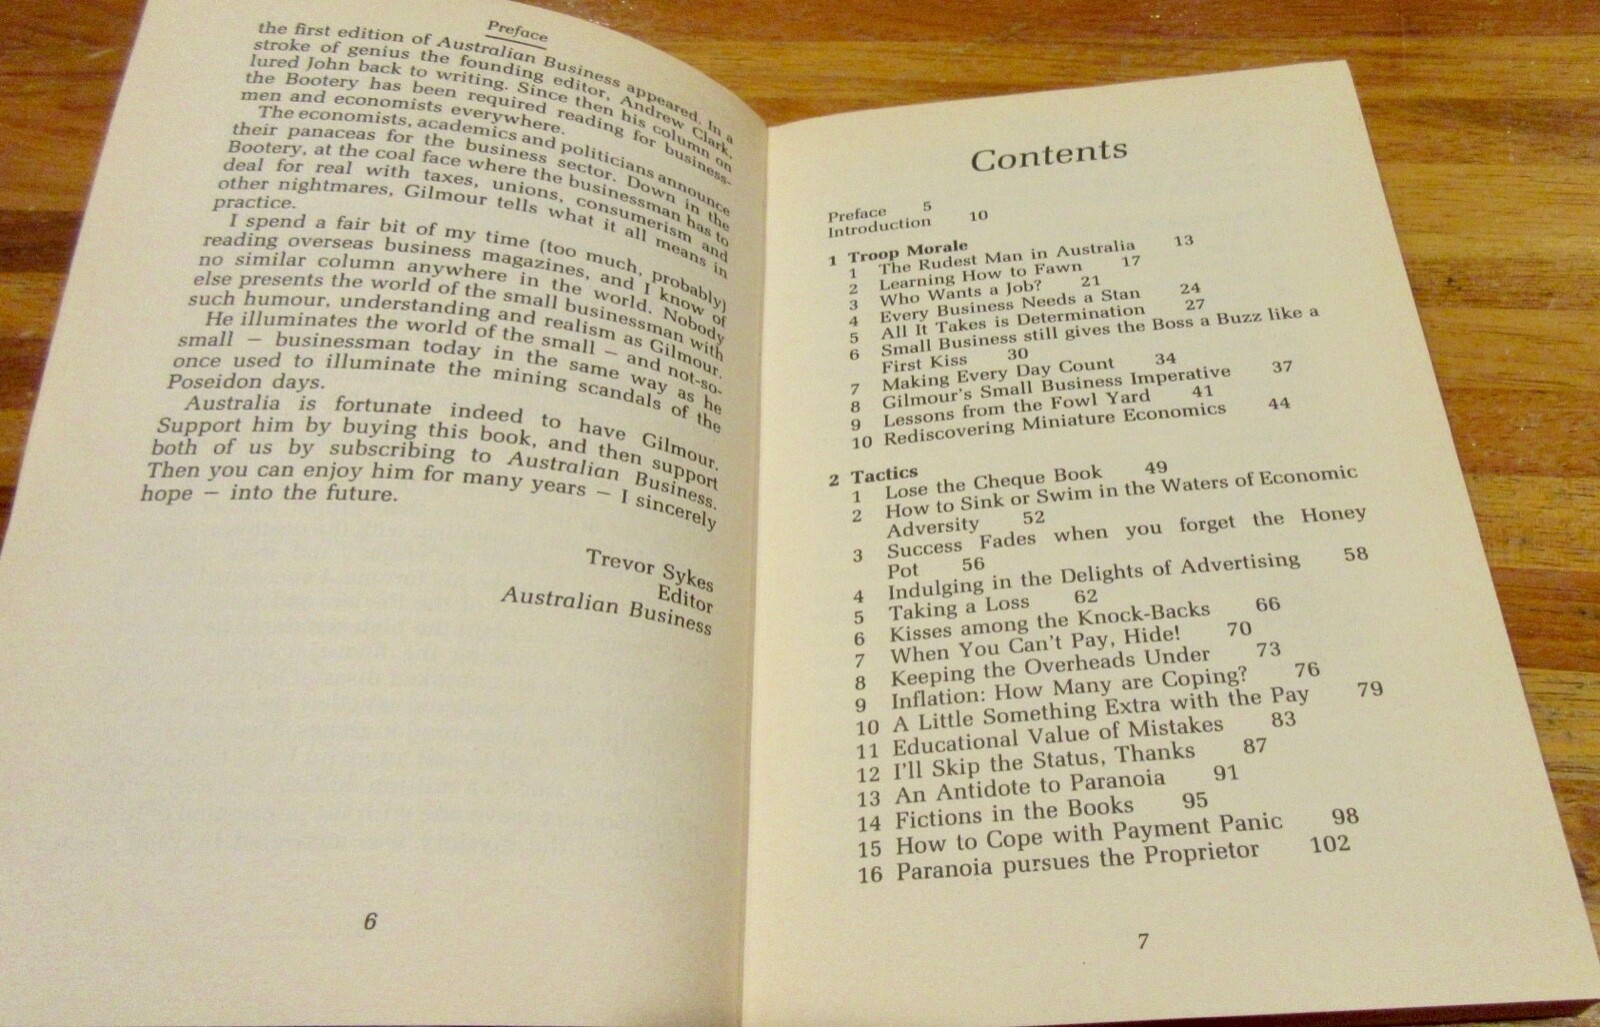 Preface
the first edition of Australian Business appeared. In a
stroke of genius the founding editor, Andrew Clark,
lured John back to writing. Since then his column on
the Bootery has been required reading for business-
men and economists everywhere.
The economists, academics and politicians announce
their panaceas for the business sector. Down in the
Bootery, at the coal face where the businessman has to
deal for real with taxes, unions, consumerism and
other nightmares, Gilmour tells what it all means in
practice.
I spend a fair bit of my time (too much, probably)
reading overseas business magazines, and I know of
no similar column anywhere in the world. Nobody
else presents the world of the small businessman with
such humour, understanding and realism as Gilmour.
He illuminates the world of the small – and not-so-
small – businessman today in the same way as he
once used to illuminate the mining scandals of the
Poseidon days.
Australia is fortunate indeed to have Gilmour.
Support him by buying this book, and then support
both of us by subscribing to Australian Business.
Then you can enjoy him for many years – I sincerely
hope – into the future.
Trevor Sykes
Editor
Australian Business
6
Contents
Preface 5
Introduction 10
1 Troop Morale
1 The Rudest Man in Australia 13
2 Learning How to Fawn 17
3 Who Wants a Job? 21
4 Every Business Needs a Stan 24
5 All It Takes is Determination 27
6 Small Business still gives the Boss a Buzz like a
First Kiss 30
7 Making Every Day Count 34
8 Gilmour's Small Business Imperative 37
9 Lessons from the Fowl Yard 41
10 Rediscovering Miniature Economics 44
2 Tactics
1 Lose the Cheque Book 49
2 How to Sink or Swim in the Waters of Economic
Adversity 52
3 Success Fades when you forget the Honey
Pot 56
4 Indulging in the Delights of Advertising 58
5 Taking a Loss 62
6 Kisses among the Knock-Backs 66
7 When You Can't Pay, Hide! 70
8 Keeping the Overheads Under 73
9 Inflation: How Many are Coping? 76
10 A Little Something Extra with the Pay 79
11 Educational Value of Mistakes 83
12 I'll Skip the Status, Thanks 87
13 An Antidote to Paranoia 91
14 Fictions in the Books 95
15 How to Cope with Payment Panic 98
16 Paranoia pursues the Proprietor 102
7